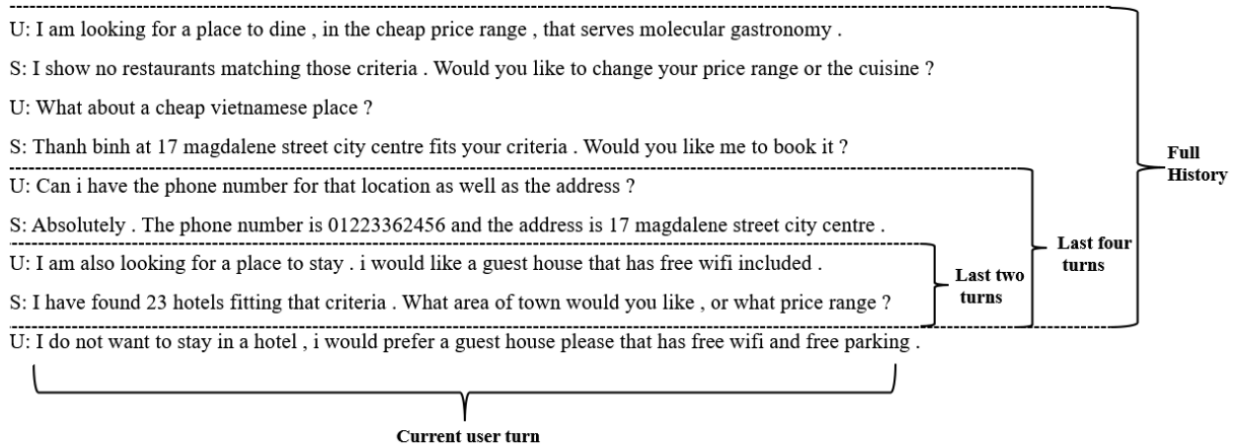 U: I am looking for a place to dine , in the cheap price range , that serves molecular gastronomy .
S: I show no restaurants matching those criteria . Would you like to change your price range or the cuisine ?
U: What about a cheap vietnamese place ?
S: Thanh binh at 17 magdalene street city centre fits your criteria . Would you like me to book it ?
Full
History
U: Can i have the phone number for that location as well as the address ?
S: Absolutely . The phone number is 01223362456 and the address is 17 magdalene street city centre .
Last four
turns
U: I am also looking for a place to stay . i would like a guest house that has free wifi included .
Last two
turns
S: I have found 23 hotels fitting that criteria . What area of town would you like , or what price range ?
U: I do not want to stay in a hotel , i would prefer a guest house please that has free wifi and free parking .
Current user turn